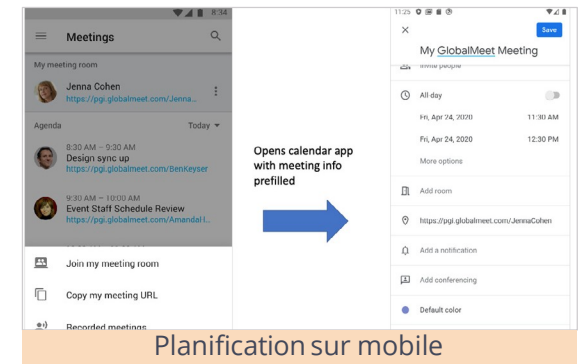 8:34
Meetings
My meeting room
Jenna Cohen
https://pgi.globalmeet.com/Jenna...
Agenda
Today
8:30 AM – 9:30 AM
Design sync up
https://pgi.globalmeet.com/BenKeyser
9:30 AM – 10:00 AM
Event Staff Schedule Review
https://pgi.globalmeet.com/Amandal l...
Join my meeting room
Copy my meeting URL
Recorded meetings
Opens calendar app
with meeting info
prefilled
11:25
Save
My GlobalMeet Meeting
Invite people
All-day
Fri, Apr 24, 2020 11:30 AM
Fri, Apr 24, 2020 12:30 PM
More options
Add room
https://pgi.globalmeet.com/JennaCohen
Add a notification
Add conferencing
Default color
Planification sur mobile